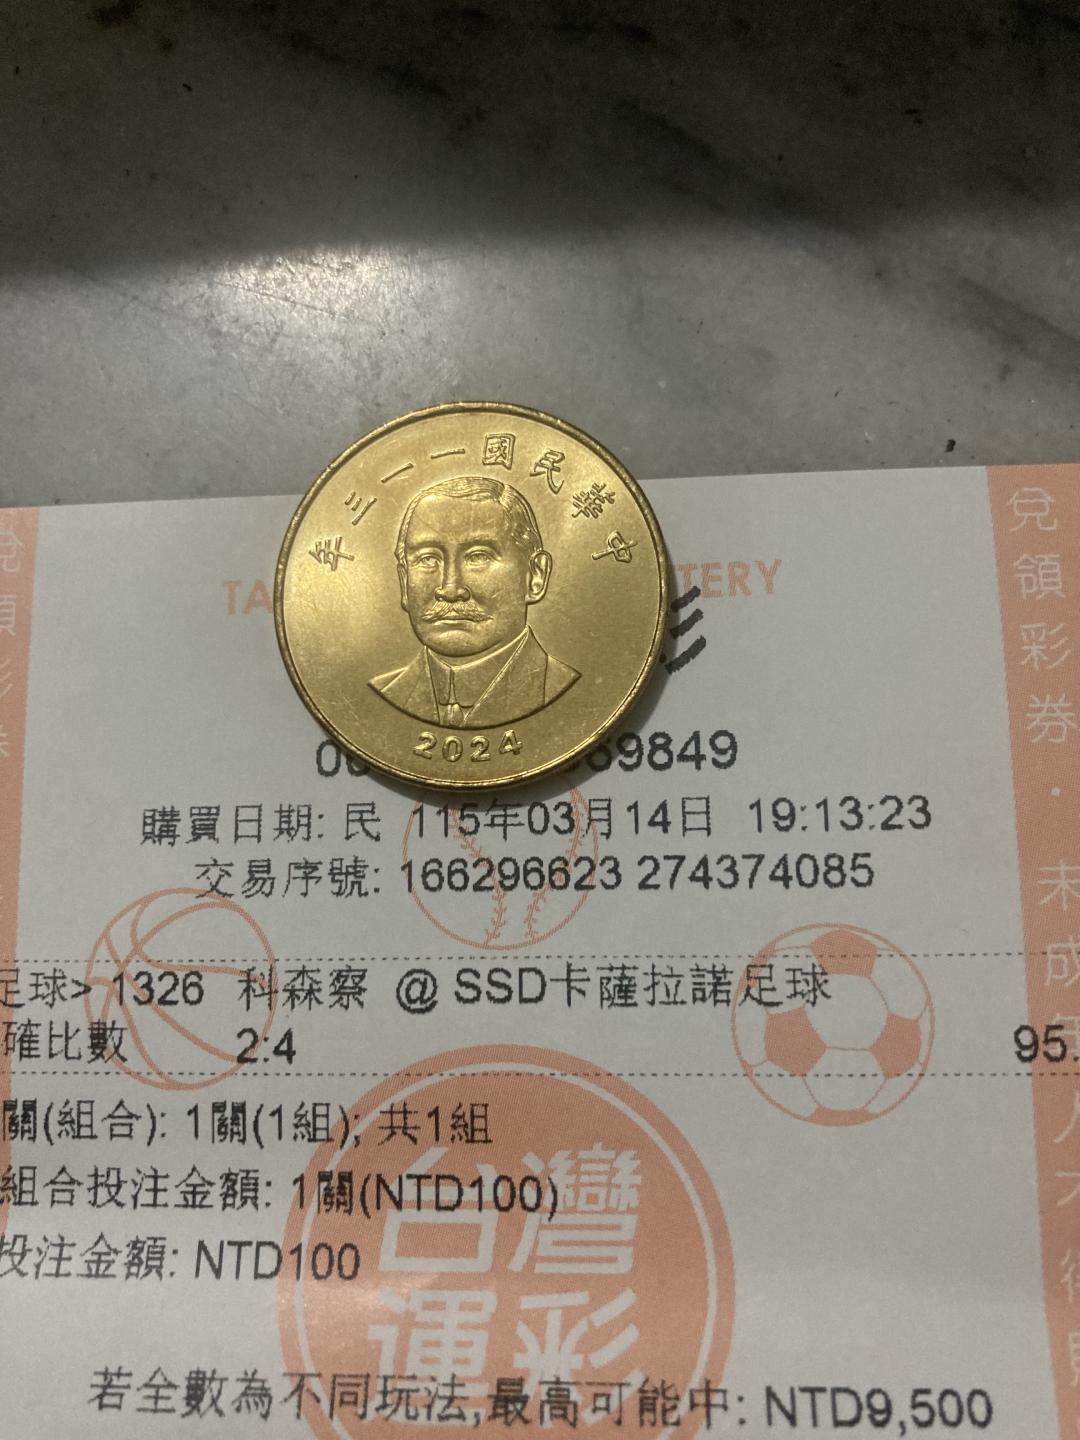 中華民國一一三年
2024
TA TERY
69849
購買日期: 民 115年03月14日 19:13:23
交易序號: 166296623 274374085
足球> 1326 科森察 @ SSD卡薩拉諾足球
確比數 2:4 95.
關(組合): 1關(1組); 共1組
組合投注金額: 1關(NTD100)
投注金額: NTD100
台灣
運彩
若全數為不同玩法,最高可能中: NTD9,500
兌領彩券・未成年